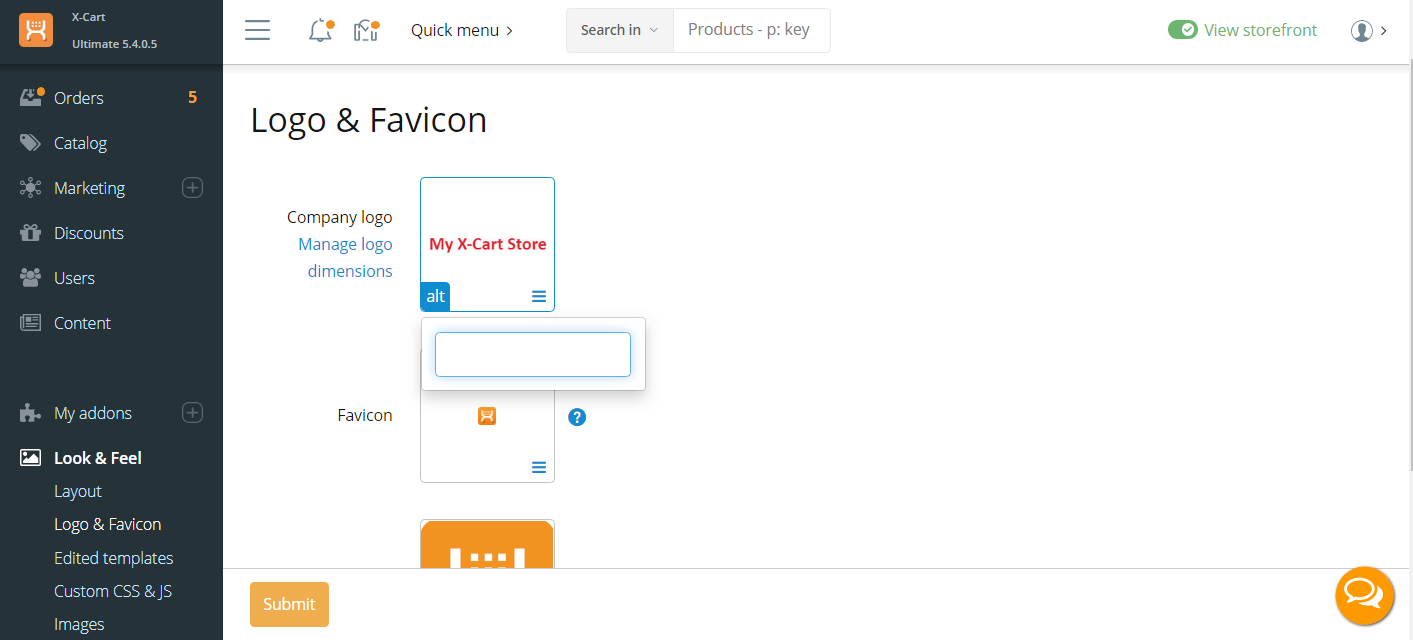 X-Cart
Ultimate 5.4.0.5
Quick menu
Search in
Products - p: key
View storefront
Orders 5
Catalog
Marketing
Discounts
Users
Content
My addons
Look & Feel
Layout
Logo & Favicon
Edited templates
Custom CSS & JS
Images
Logo & Favicon
Company logo
Manage logo
dimensions
My X-Cart Store
alt
Favicon
?
Submit